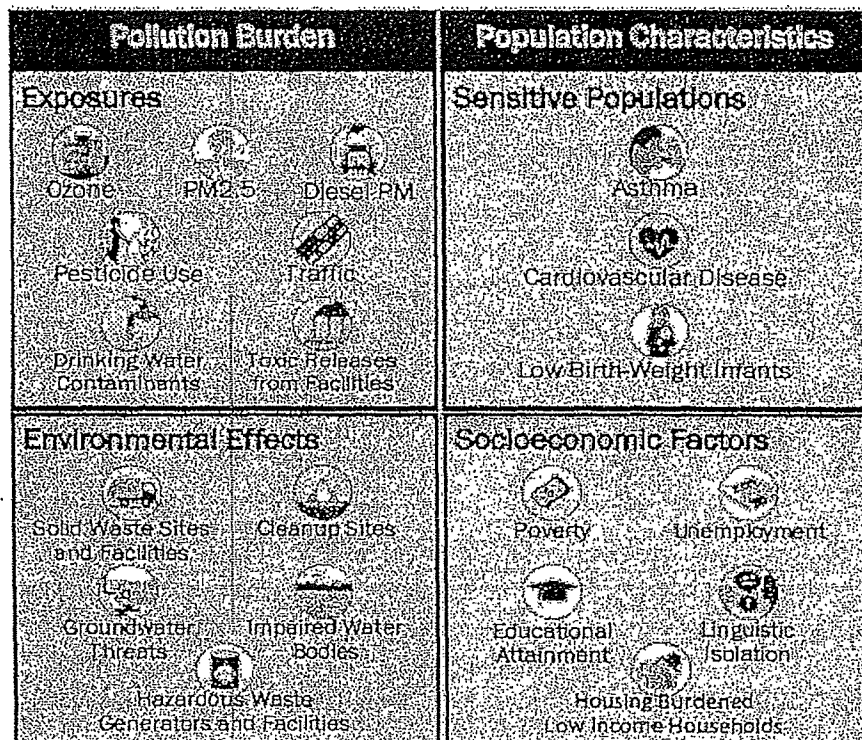 Pollution Burden
Population Characteristics
Exposures
Ozone
PM2.5
Diesel PM
Pesticide Use
Traffic
Drinking Water
Contaminants
Toxic Releases
from Facilities
Sensitive Populations
Asthma
Cardiovascular Disease
Low Birth-Weight Infants
Environmental Effects
Solid Waste Sites
and Facilities
Cleanup Sites
Groundwater
Threats
Impaired Water
Bodies
Hazardous Waste
Generators and Facilities
Socioeconomic Factors
Poverty
Unemployment
Educational
Attainment
Linguistic
Isolation
Housing Burdened
Low Income Households